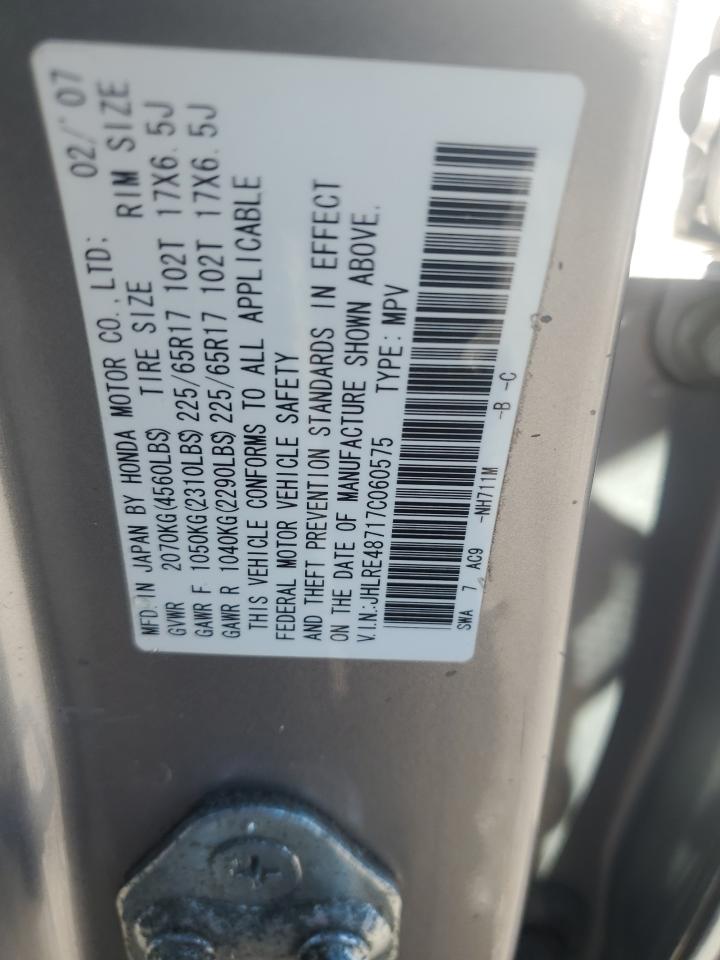 MFD. IN JAPAN BY HONDA MOTOR CO., LTD: 02/ 07
GVWR 2070KG(4560LBS) TIRE SIZE RIM SIZE
GAWR F 1050KG(2310LBS) 225/65R17 102T 17X6.5J
GAWR R 1040KG(2290LBS) 225/65R17 102T 17X6.5J
THIS VEHICLE CONFORMS TO ALL APPLICABLE
FEDERAL MOTOR VEHICLE SAFETY
AND THEFT PREVENTION STANDARDS IN EFFECT
ON THE DATE OF MANUFACTURE SHOWN ABOVE.
V.I.N.:JHLRE48717C060575 TYPE: MPV
SWA 7 AC9 -NH711M -B -C